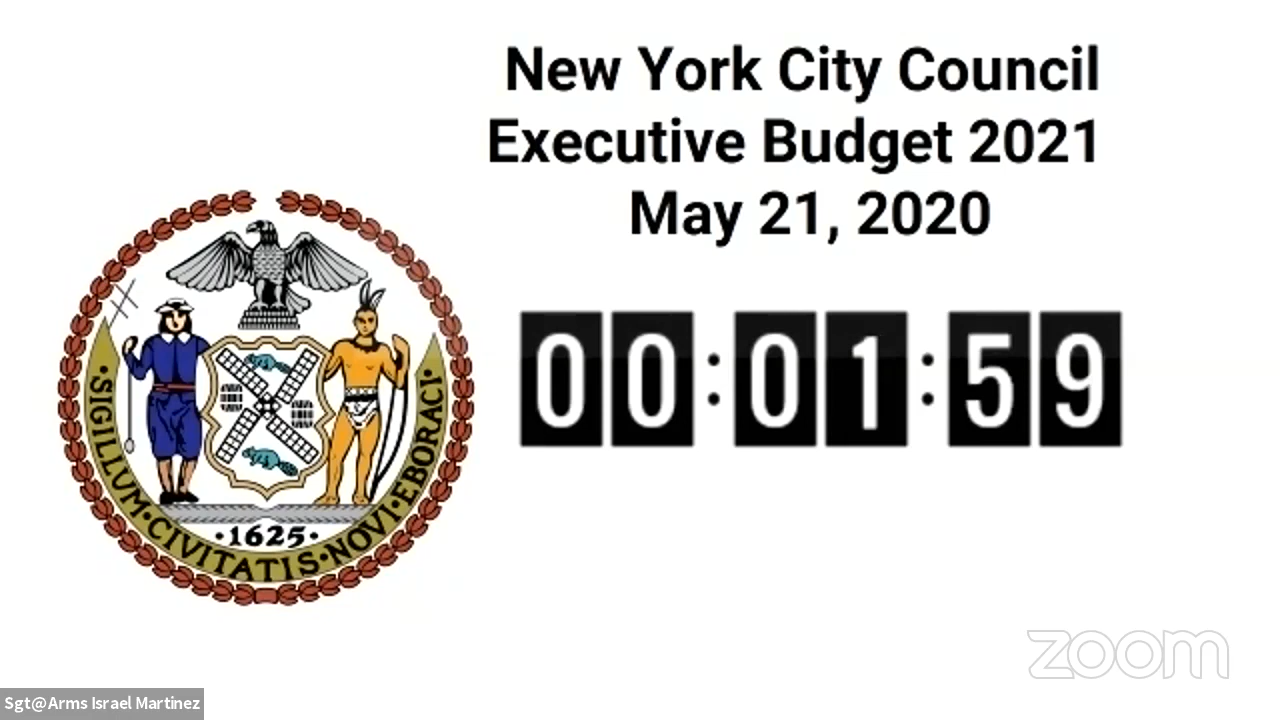 New York City Council
Executive Budget 2021
May 21, 2020
00:01:59
•SIGILLUM•CIVITATIS•NOVI•EBORACI•
•1625•
zoom
Sgt@Arms Israel Martinez